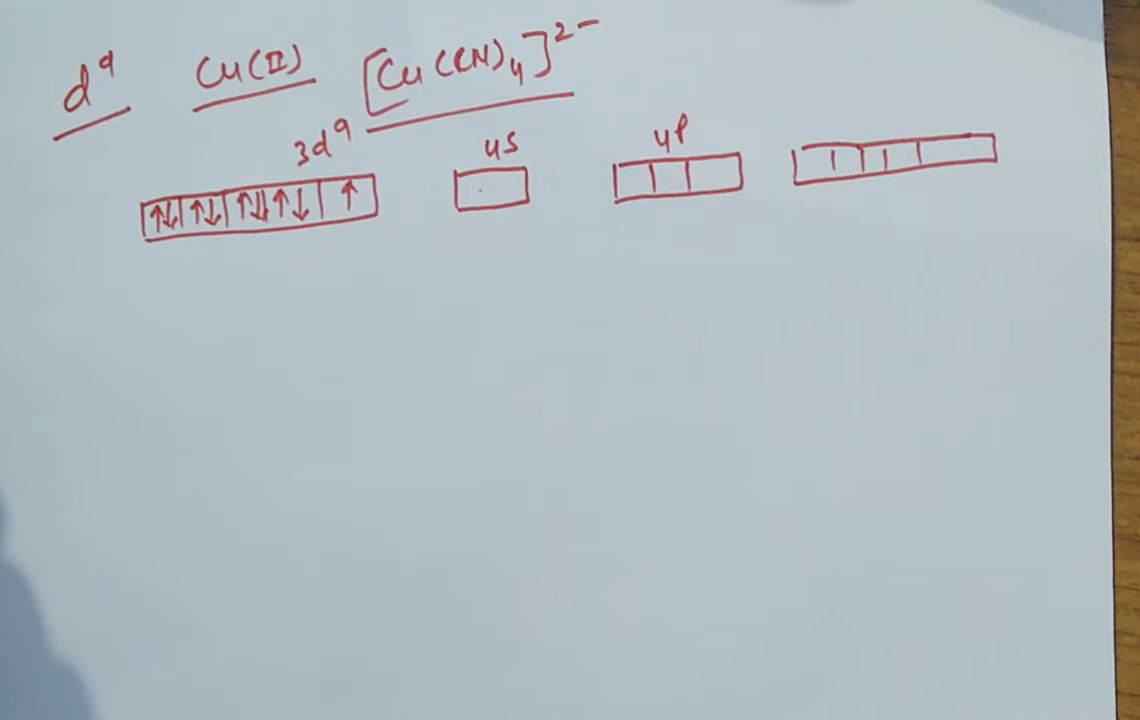 d⁹ Cu(II) [Cu(CN)₄]²⁻
3d⁹ 4s 4p
↑↓ ↑↓ ↑↓ ↑↓ ↑